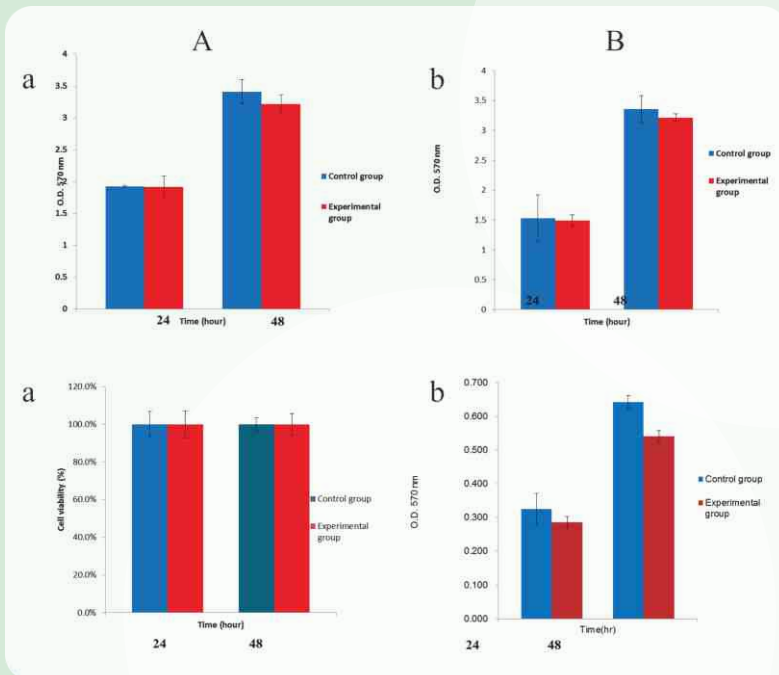 A
B
a
4
3.5
3
2.5
2
1.5
1
0.5
0
O.D. 570 nm
Control group
Experimental
group
24
Time (hour)
48
b
4
3.5
3
2.5
2
1.5
1
0.5
0
O.D. 570 nm
Control group
Experimental
group
24
48
Time (hour)
a
120.0%
100.0%
80.0%
60.0%
40.0%
20.0%
0.0%
Cell viability (%)
Control group
Experimental
group
Time (hour)
24
48
b
0.700
0.600
0.500
0.400
0.300
0.200
0.100
0.000
O.D. 570 nm
Control group
Experimental
group
Time(hr)
24
48